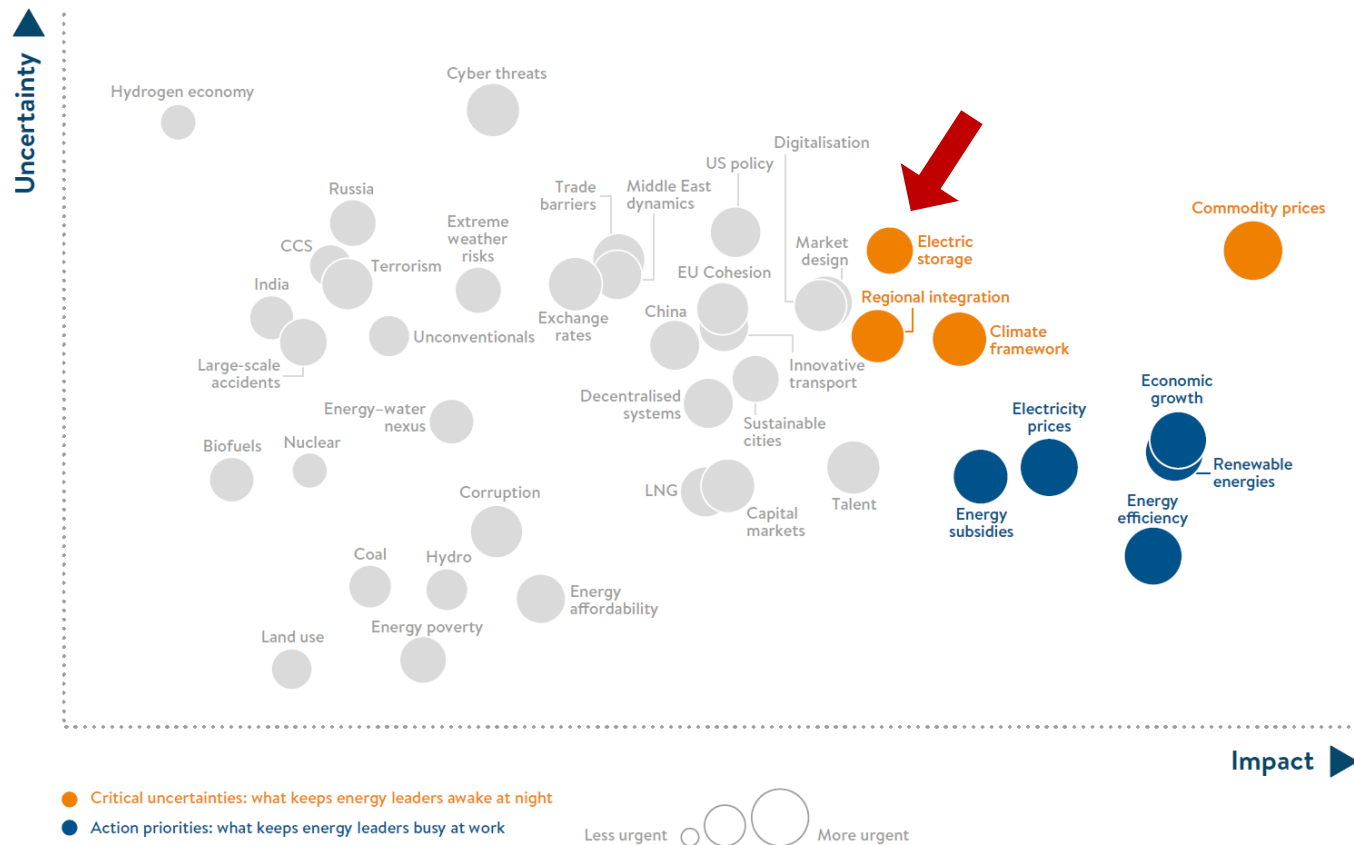 Uncertainty
Hydrogen economy
Cyber threats
Digitalisation
US policy
Trade
barriers
Middle East
dynamics
Russia
Extreme
weather
risks
Commodity prices
CCS
Terrorism
Market
design
Electric
storage
EU Cohesion
India
Regional integration
China
Exchange
rates
Unconventionals
Climate
framework
Large-scale
accidents
Innovative
transport
Decentralised
systems
Economic
growth
Energy–water
nexus
Electricity
prices
Sustainable
cities
Biofuels
Nuclear
Renewable
energies
Corruption
LNG
Talent
Capital
markets
Energy
subsidies
Energy
efficiency
Coal
Hydro
Energy
affordability
Land use
Energy poverty
Impact
Critical uncertainties: what keeps energy leaders awake at night
Action priorities: what keeps energy leaders busy at work
Less urgent
More urgent